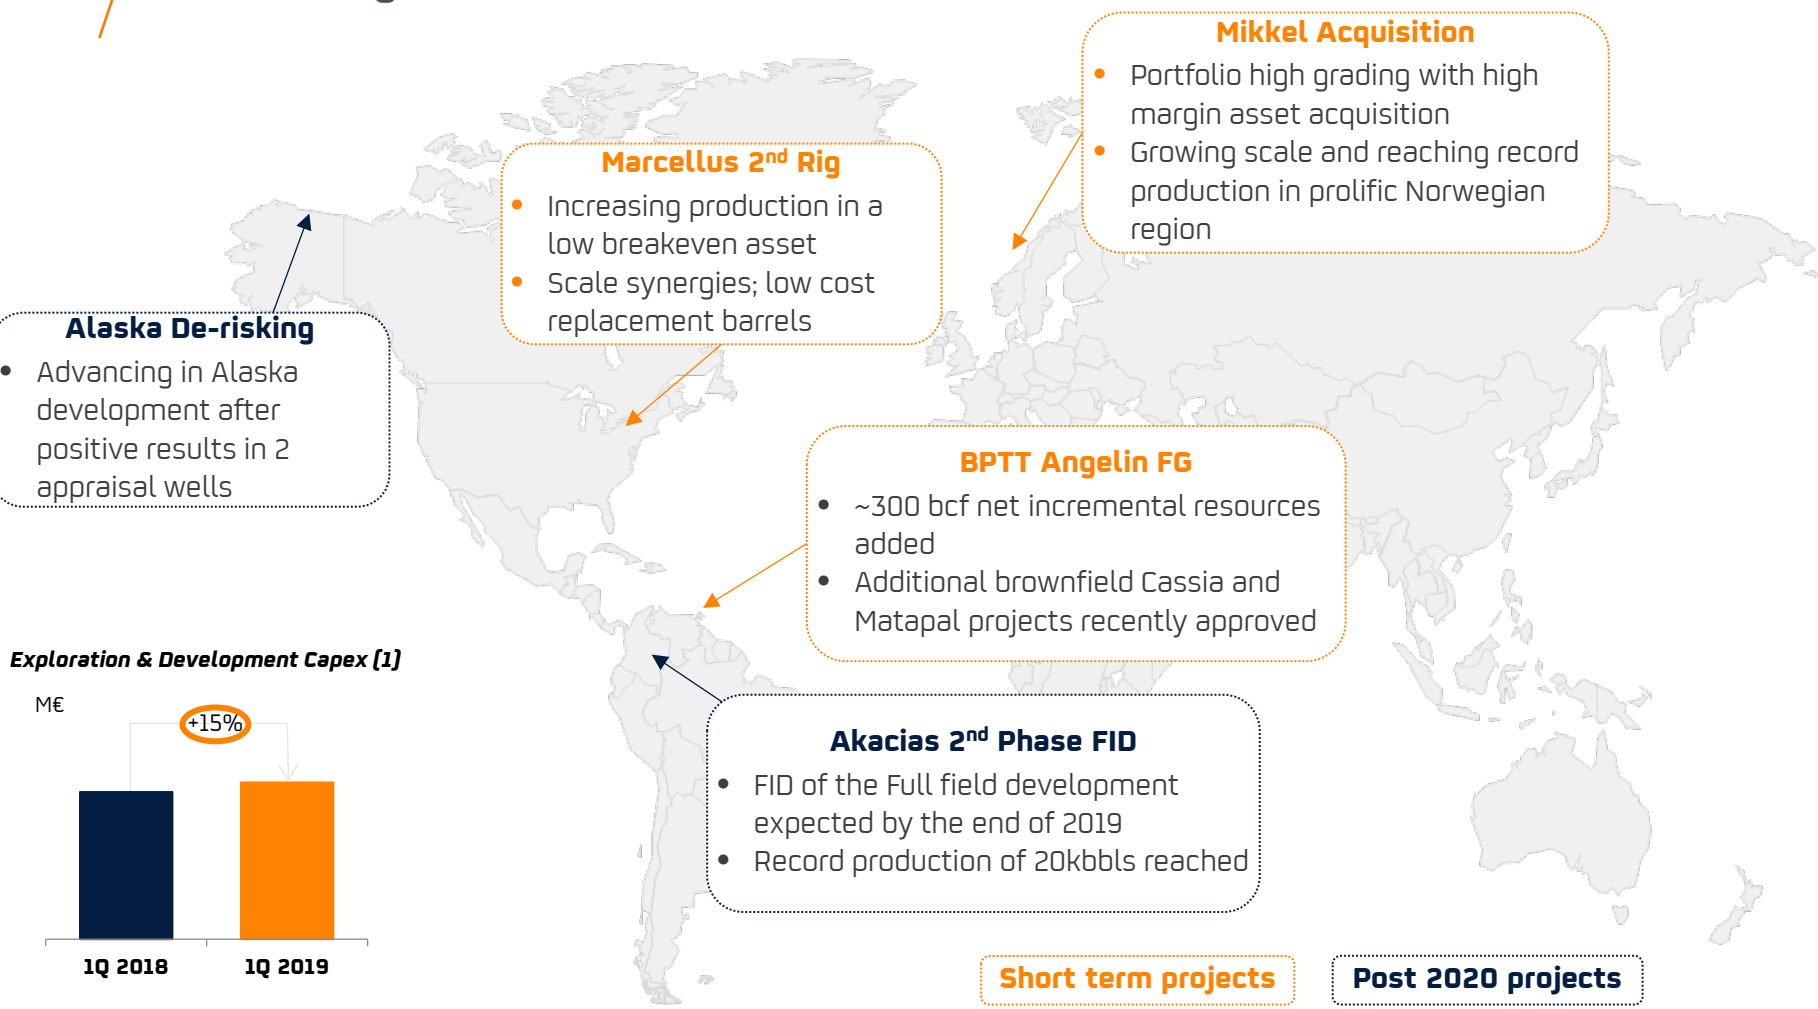 Mikkel Acquisition
• Portfolio high grading with high
margin asset acquisition
• Growing scale and reaching record
production in prolific Norwegian
region
Marcellus 2nd Rig
• Increasing production in a
low breakeven asset
• Scale synergies; low cost
replacement barrels
Alaska De-risking
• Advancing in Alaska
development after
positive results in 2
appraisal wells
BPTT Angelin FG
• ~300 bcf net incremental resources
added
• Additional brownfield Cassia and
Matapal projects recently approved
Akacias 2nd Phase FID
• FID of the Full field development
expected by the end of 2019
• Record production of 20kbbls reached
Exploration & Development Capex (1)
M€
+15%
1Q 2018
1Q 2019
Short term projects
Post 2020 projects